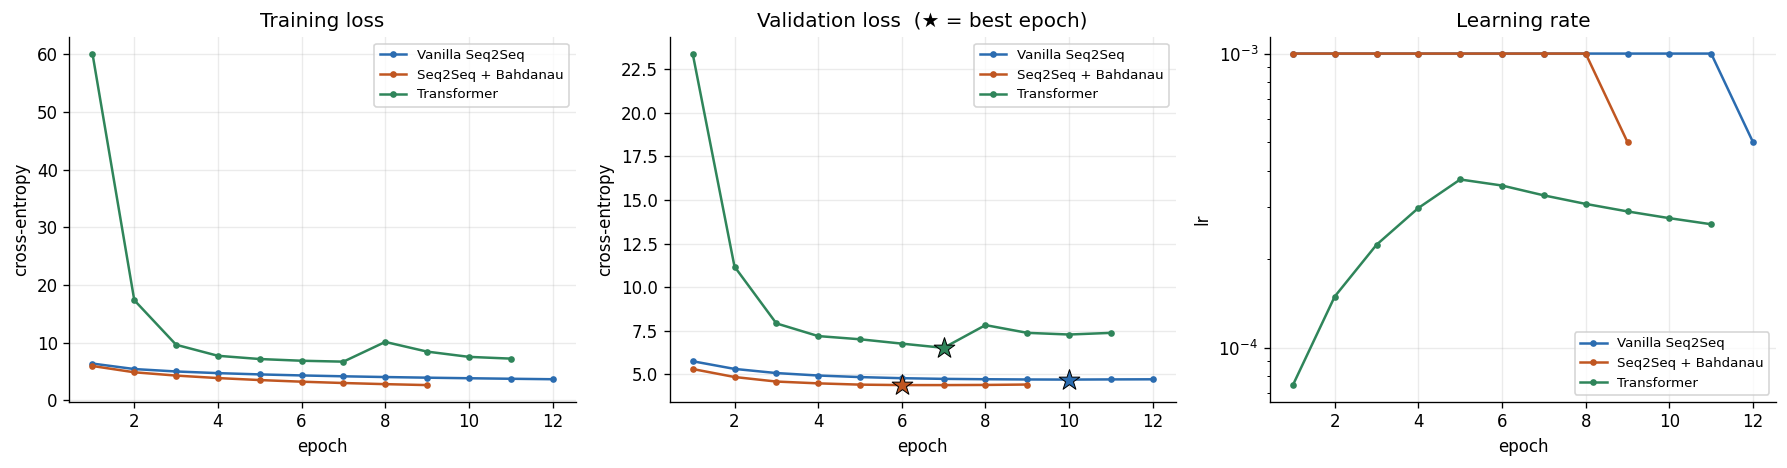 Training loss
60
50
40
30
20
10
0
cross-entropy
2 4 6 8 10 12
epoch
Vanilla Seq2Seq
Seq2Seq + Bahdanau
Transformer
Validation loss (★ = best epoch)
22.5
20.0
17.5
15.0
12.5
10.0
7.5
5.0
cross-entropy
2 4 6 8 10 12
epoch
Vanilla Seq2Seq
Seq2Seq + Bahdanau
Transformer
Learning rate
10⁻³
10⁻⁴
lr
2 4 6 8 10 12
epoch
Vanilla Seq2Seq
Seq2Seq + Bahdanau
Transformer